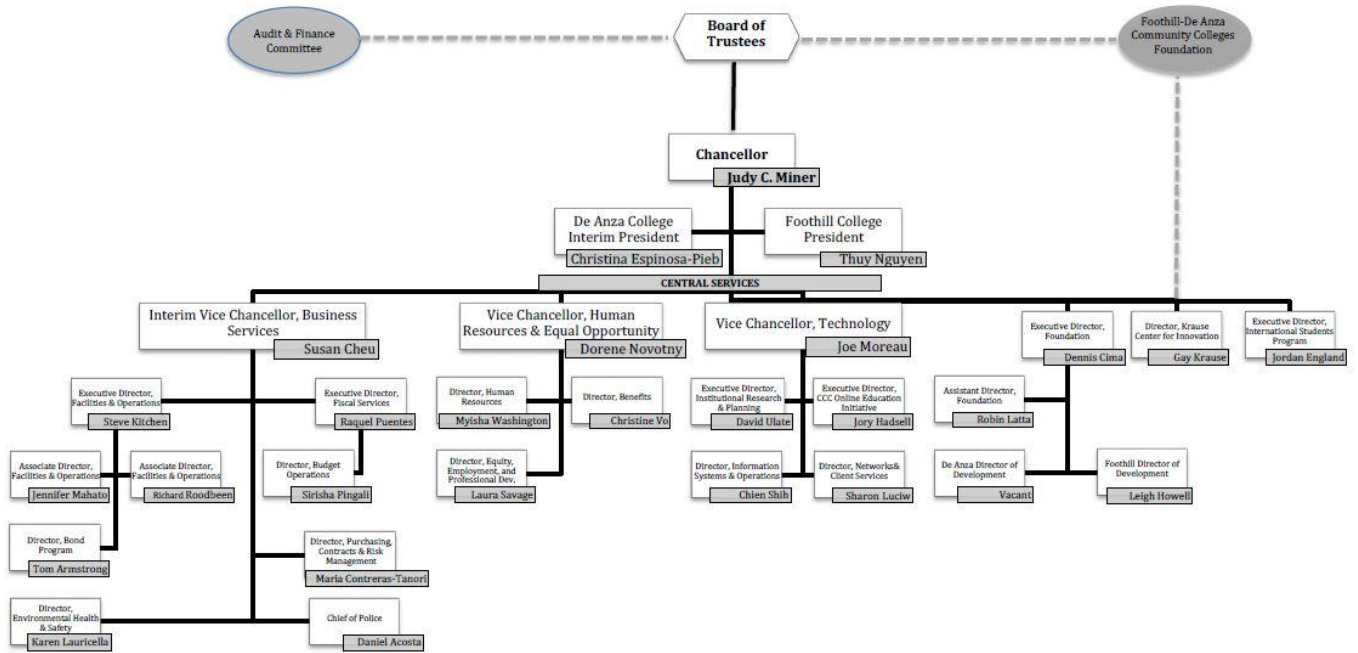 Audit & Finance
Committee
Board of
Trustees
Foothill-De Anza
Community Colleges
Foundation
Chancellor
Judy C. Miner
De Anza College
Interim President
Christina Espinosa-Pieb
Foothill College
President
Thuy Nguyen
CENTRAL SERVICES
Interim Vice Chancellor, Business
Services
Susan Cheu
Vice Chancellor, Human
Resources & Equal Opportunity
Dorene Novotny
Vice Chancellor, Technology
Joe Moreau
Executive Director,
Foundation
Dennis Cima
Director, Krause
Center for Innovation
Gay Krause
Executive Director,
International Students
Program
Jordan England
Executive Director,
Facilities & Operations
Steve Kitchen
Executive Director,
Fiscal Services
Raquel Puentes
Director, Human
Resources
Myisha Washington
Director, Benefits
Christine Vo
Executive Director,
Institutional Research
& Planning
David Ulate
Executive Director,
CCC Online Education
Initiative
Jory Hadsell
Assistant Director,
Foundation
Robin Latta
Associate Director,
Facilities & Operations
Jennifer Mahato
Associate Director,
Facilities & Operations
Richard Roodbeen
Director, Budget
Operations
Sirisha Pingali
Director, Equity,
Employment, and
Professional Dev.
Laura Savage
Director, Information
Systems & Operations
Chien Shih
Director, Networks&
Client Services
Sharon Luciw
De Anza Director of
Development
Vacant
Foothill Director of
Development
Leigh Howell
Director, Bond
Program
Tom Armstrong
Director, Purchasing,
Contracts & Risk
Management
Maria Contreras-Tanori
Director,
Environmental Health
& Safety
Karen Lauricella
Chief of Police
Daniel Acosta